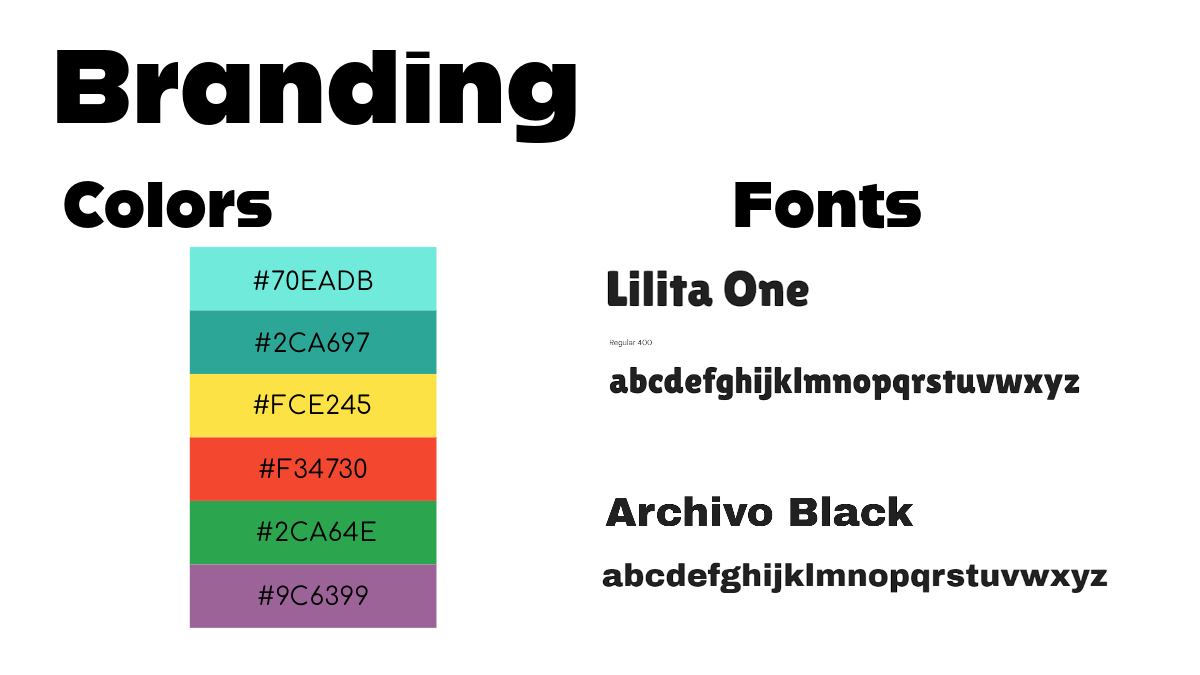 Branding
Colors
#70EADB
#2CA697
#FCE245
#F34730
#2CA64E
#9C6399
Fonts
Lilita One
Regular 400
abcdefghijklmnopqrstuvwxyz
Archivo Black
abcdefghijklmnopqrstuvwxyz